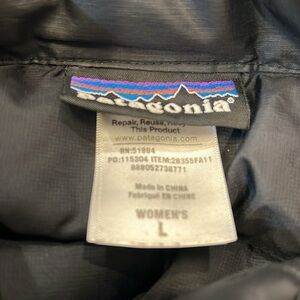 patagonia®
Repair, Reuse,
This Product
www.patagonia.com
RN:51884
PO:115304 ITEM:28355FA11
888052738771
Made in CHINA
Fabriqué EN CHINE
WOMEN'S
L